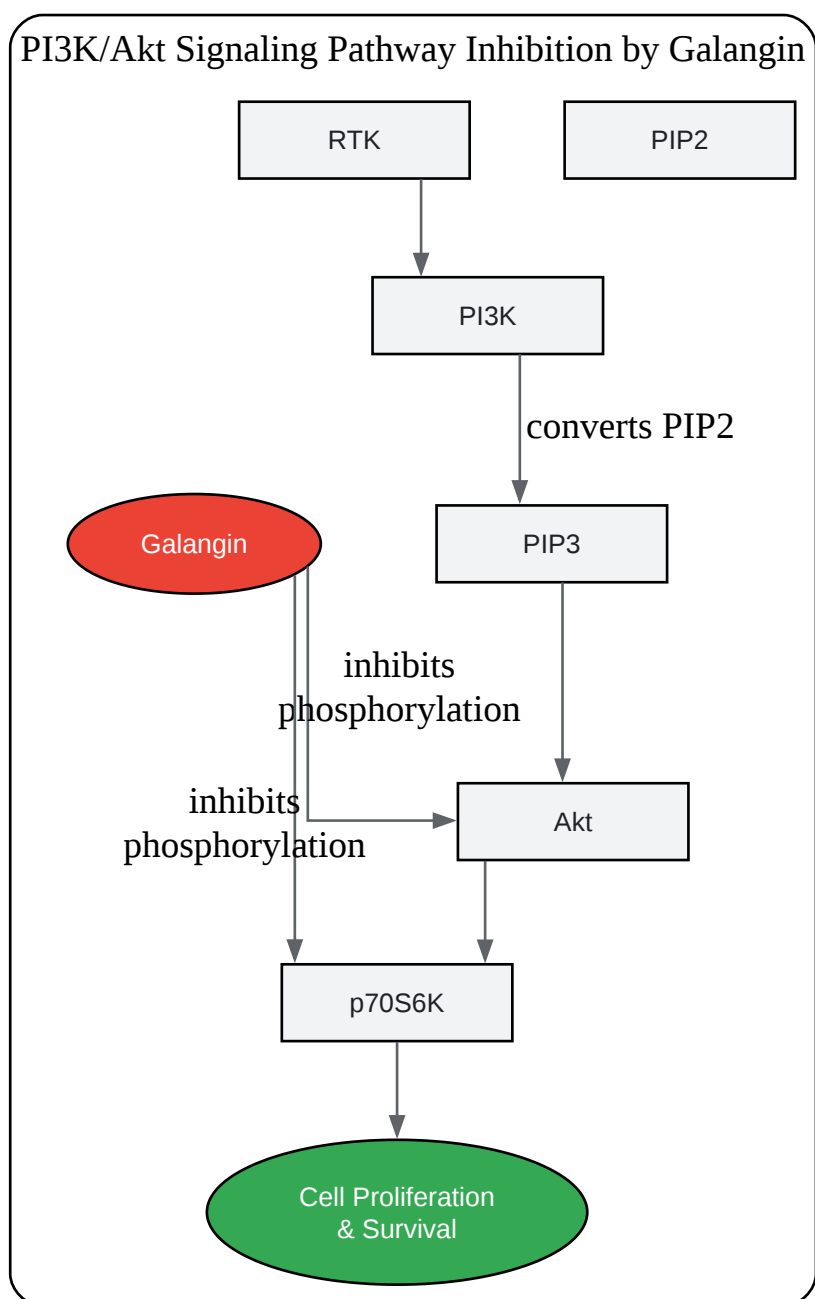 PI3K/Akt Signaling Pathway Inhibition by Galangin
RTK
PIP2
PI3K
converts PIP2
Galangin
PIP3
inhibits
phosphorylation
inhibits
phosphorylation
Akt
p70S6K
Cell Proliferation
& Survival